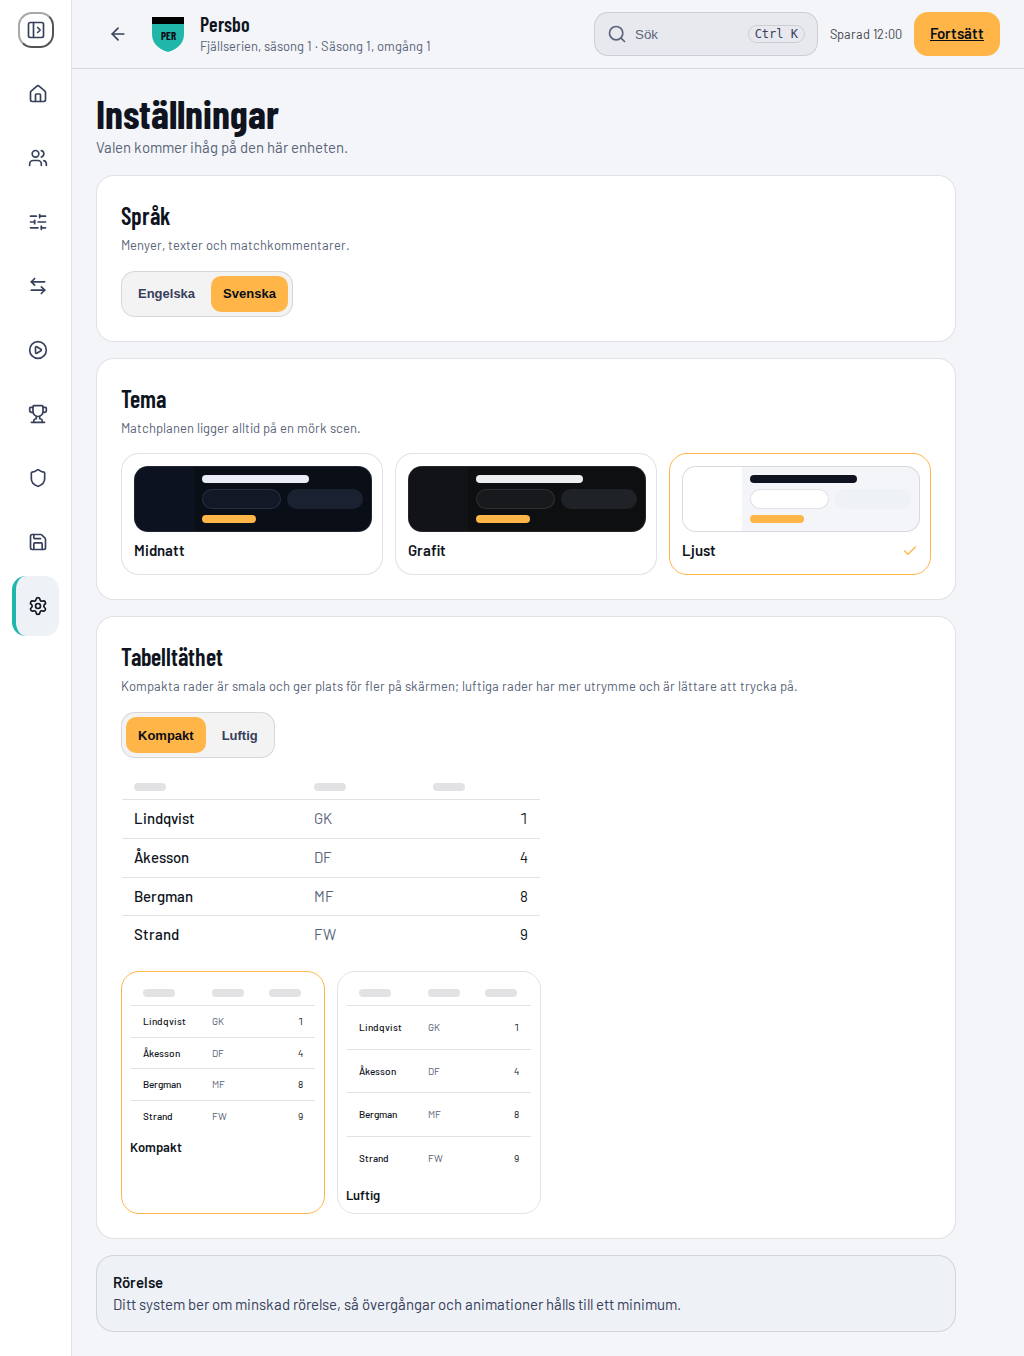 PER
Persbo
Fjällserien, säsong 1 · Säsong 1, omgång 1
Sök
Ctrl K
Sparad 12:00
Fortsätt
Inställningar
Valen kommer ihåg på den här enheten.
Språk
Menyer, texter och matchkommentarer.
Engelska
Svenska
Tema
Matchplanen ligger alltid på en mörk scen.
Midnatt
Grafit
Ljust
Tabelltäthet
Kompakta rader är smala och ger plats för fler på skärmen; luftiga rader har mer utrymme och är lättare att trycka på.
Kompakt
Luftig
Lindqvist GK 1
Åkesson DF 4
Bergman MF 8
Strand FW 9
Lindqvist GK 1
Åkesson DF 4
Bergman MF 8
Strand FW 9
Kompakt
Lindqvist GK 1
Åkesson DF 4
Bergman MF 8
Strand FW 9
Luftig
Rörelse
Ditt system ber om minskad rörelse, så övergångar och animationer hålls till ett minimum.